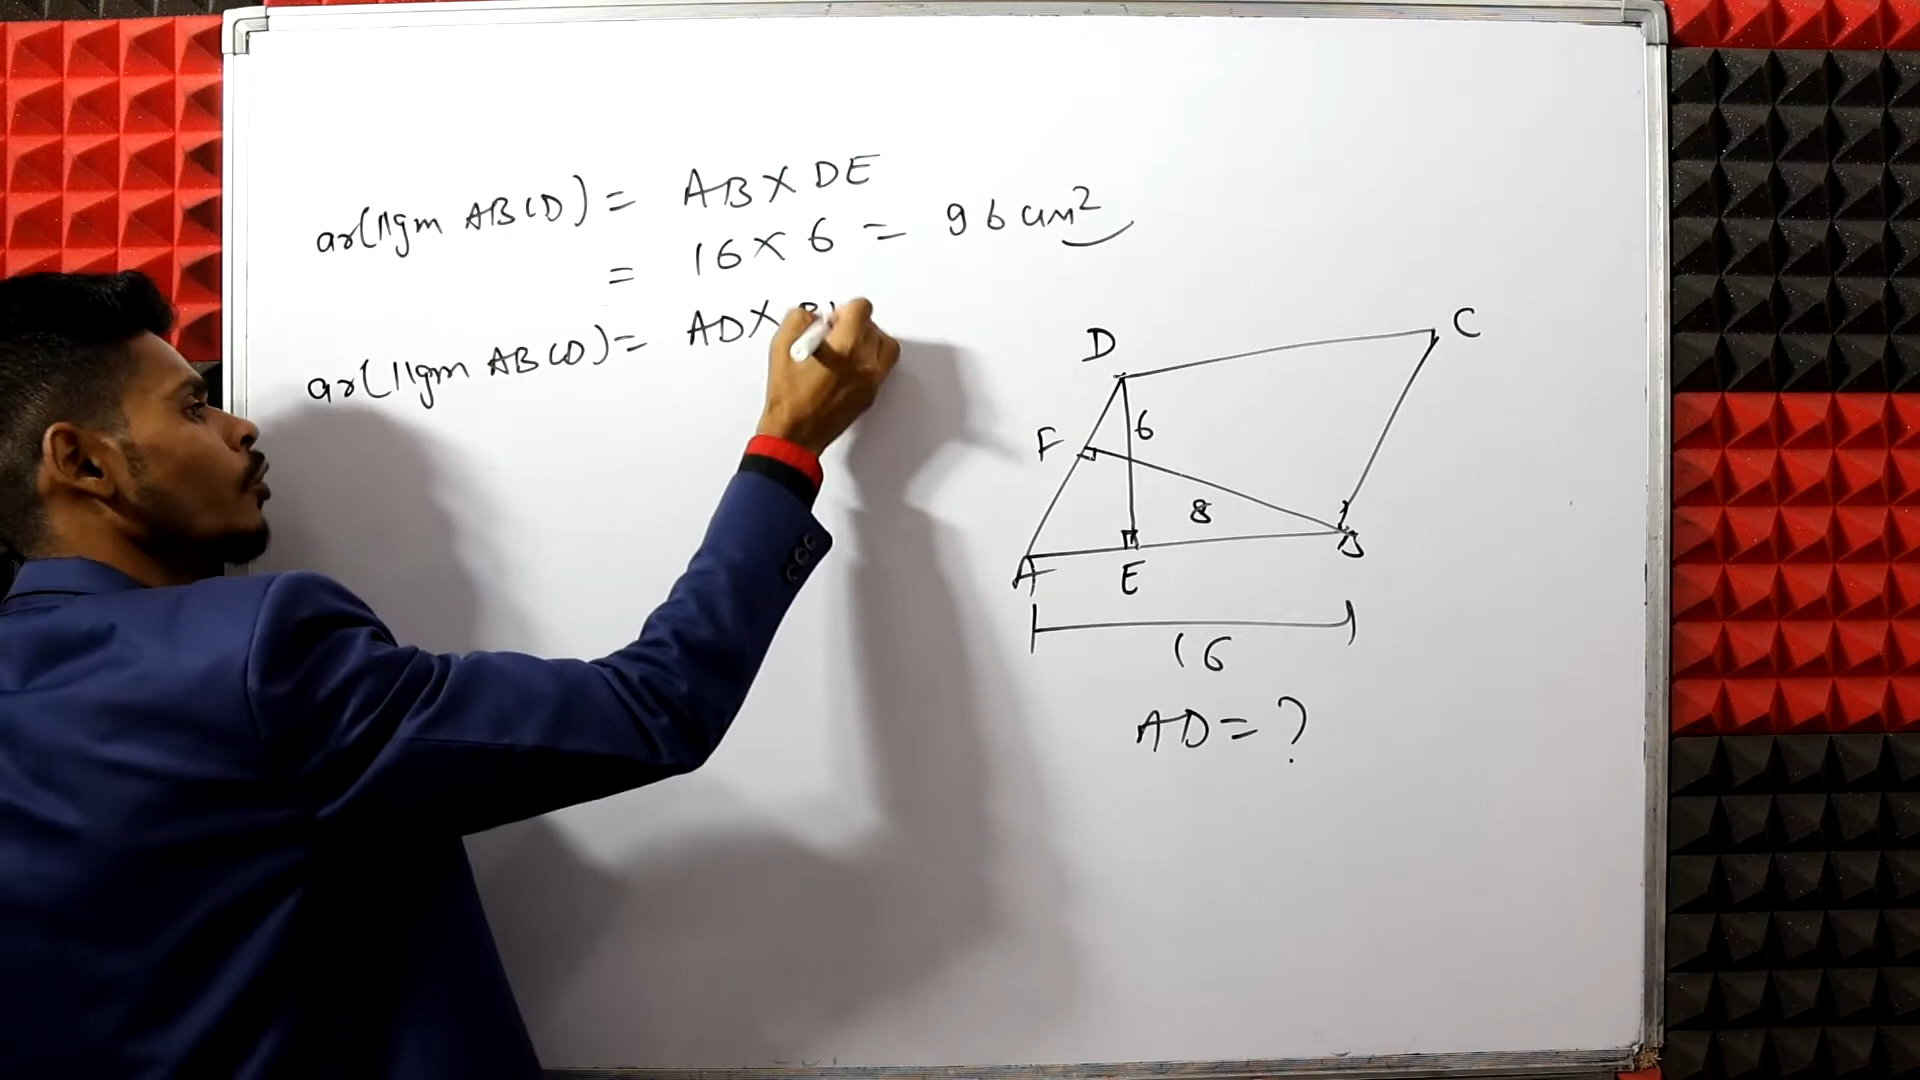 ar(||gm ABCD) = AB X DE
= 16 X 6 = 96 cm²
ar(||gm ABCD) = AD X
D
C
F
6
8
A
E
B
16
AD = ?